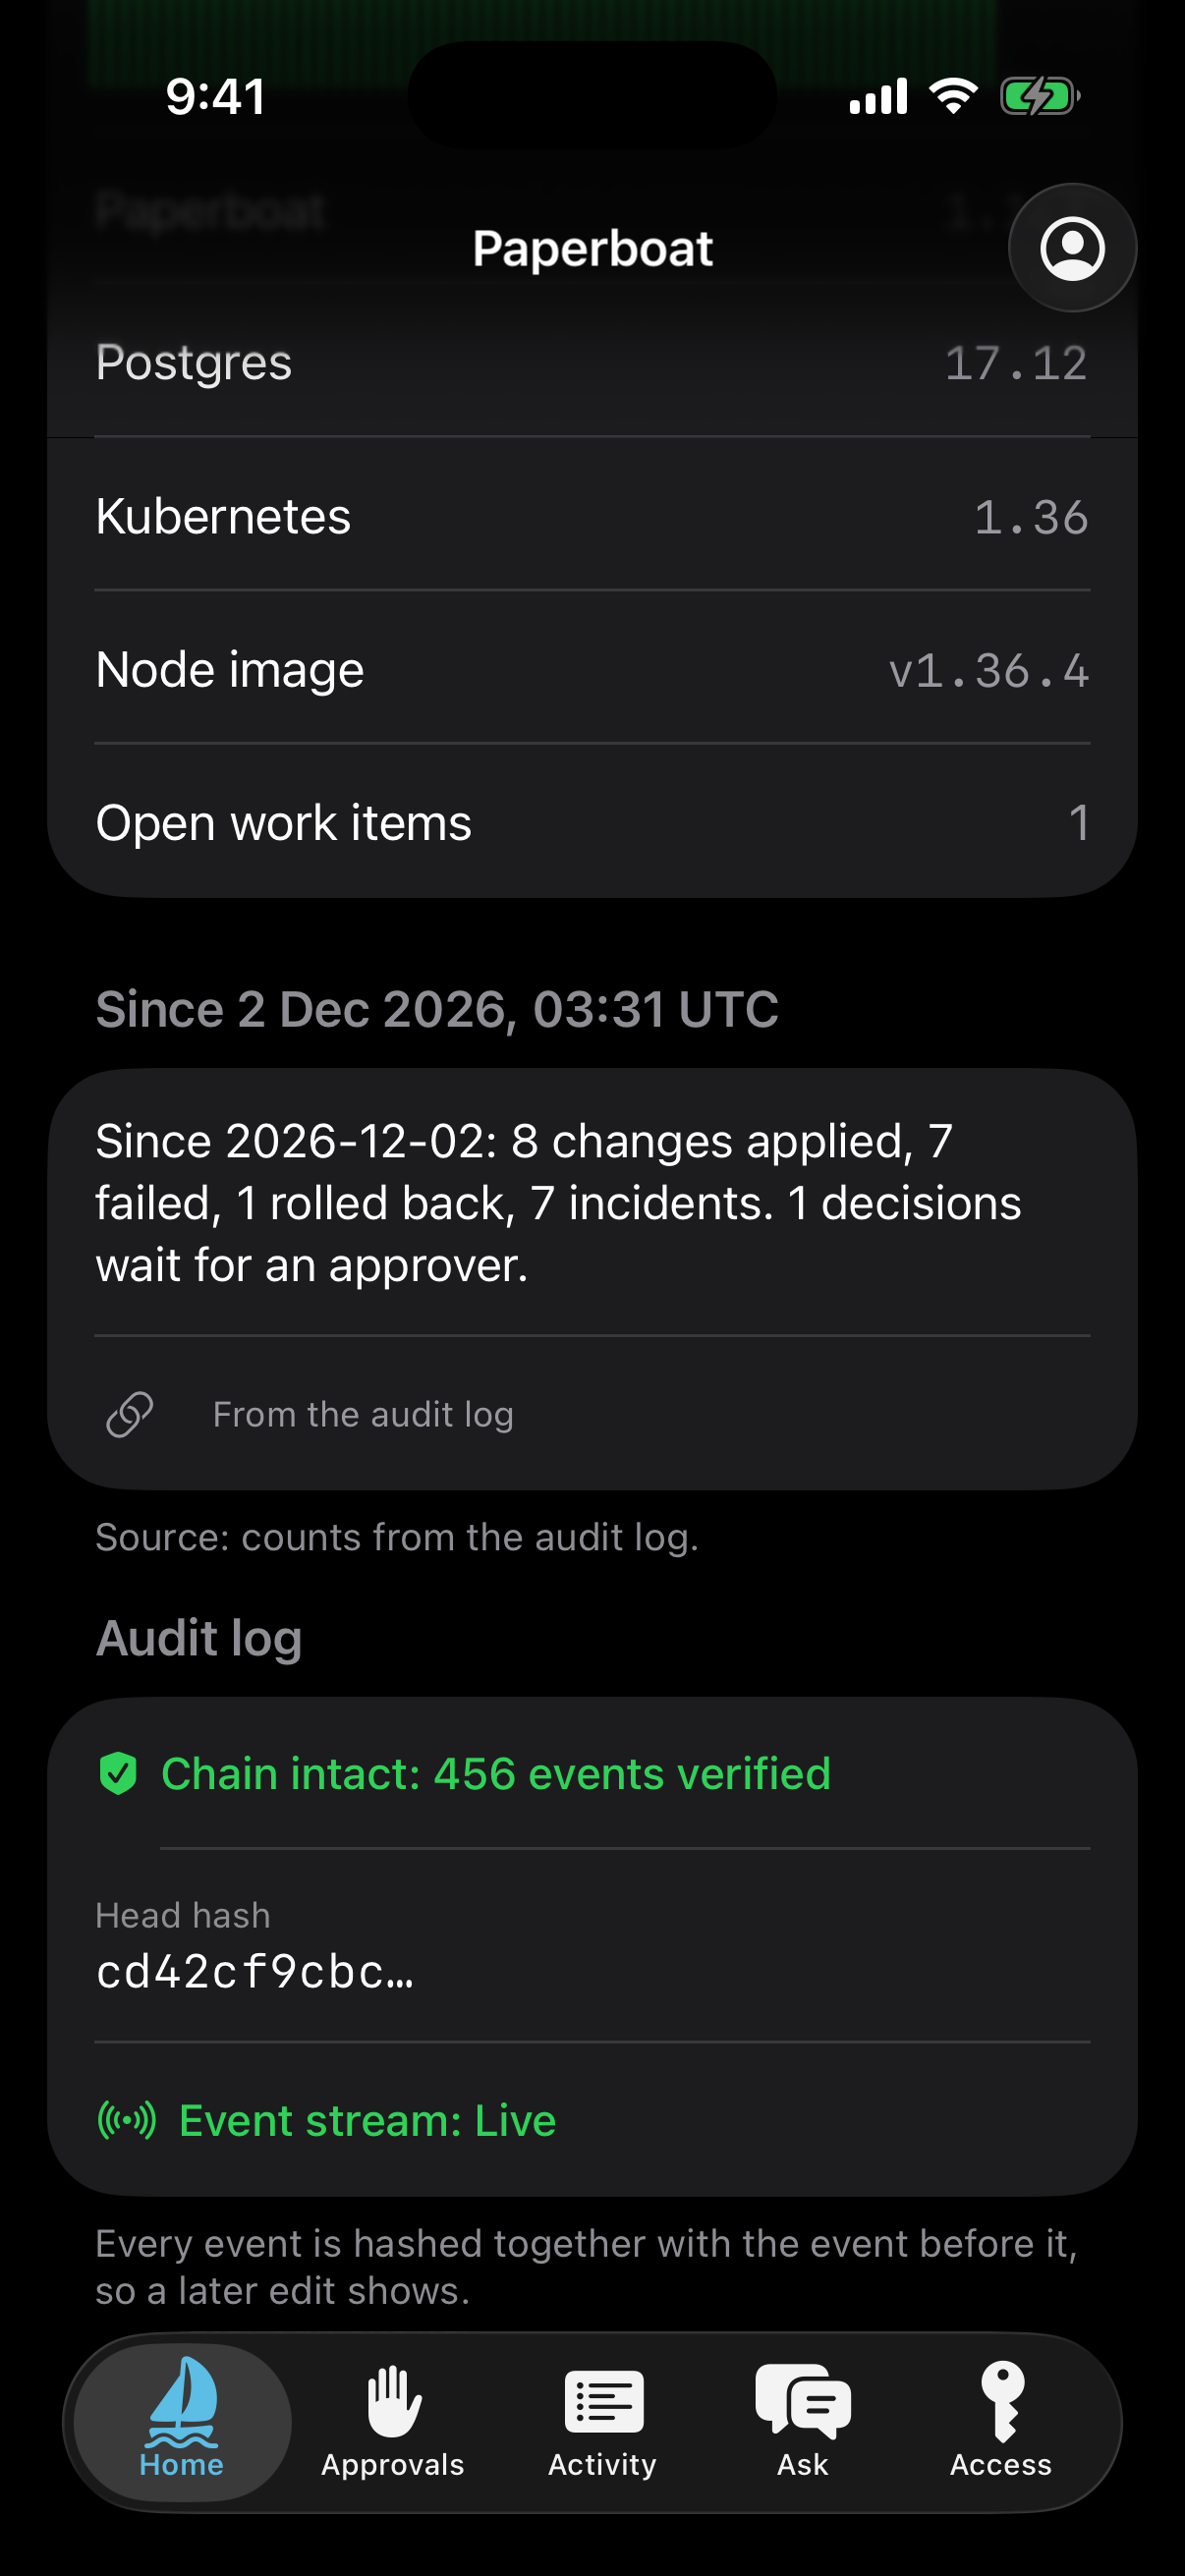 9:41
Paperboat
Paperboat
Postgres 17.12
Kubernetes 1.36
Node image v1.36.4
Open work items 1
Since 2 Dec 2026, 03:31 UTC
Since 2026-12-02: 8 changes applied, 7
failed, 1 rolled back, 7 incidents. 1 decisions
wait for an approver.
From the audit log
Source: counts from the audit log.
Audit log
Chain intact: 456 events verified
Head hash
cd42cf9cbc…
Event stream: Live
Every event is hashed together with the event before it,
so a later edit shows.
Home Approvals Activity Ask Access